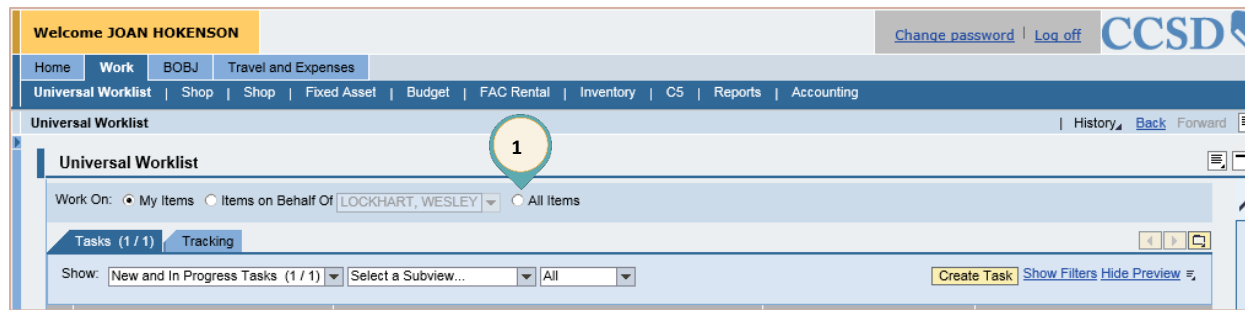 Welcome JOAN HOKENSON
Change password | Log off
CCSD
Home Work BOBJ Travel and Expenses
Universal Worklist | Shop | Shop | Fixed Asset | Budget | FAC Rental | Inventory | C5 | Reports | Accounting
Universal Worklist
| History Back Forward
1
Universal Worklist
Work On: My Items Items on Behalf Of LOCKHART, WESLEY All Items
Tasks (1 / 1) Tracking
Show: New and In Progress Tasks (1 / 1) Select a Subview... All Create Task Show Filters Hide Preview